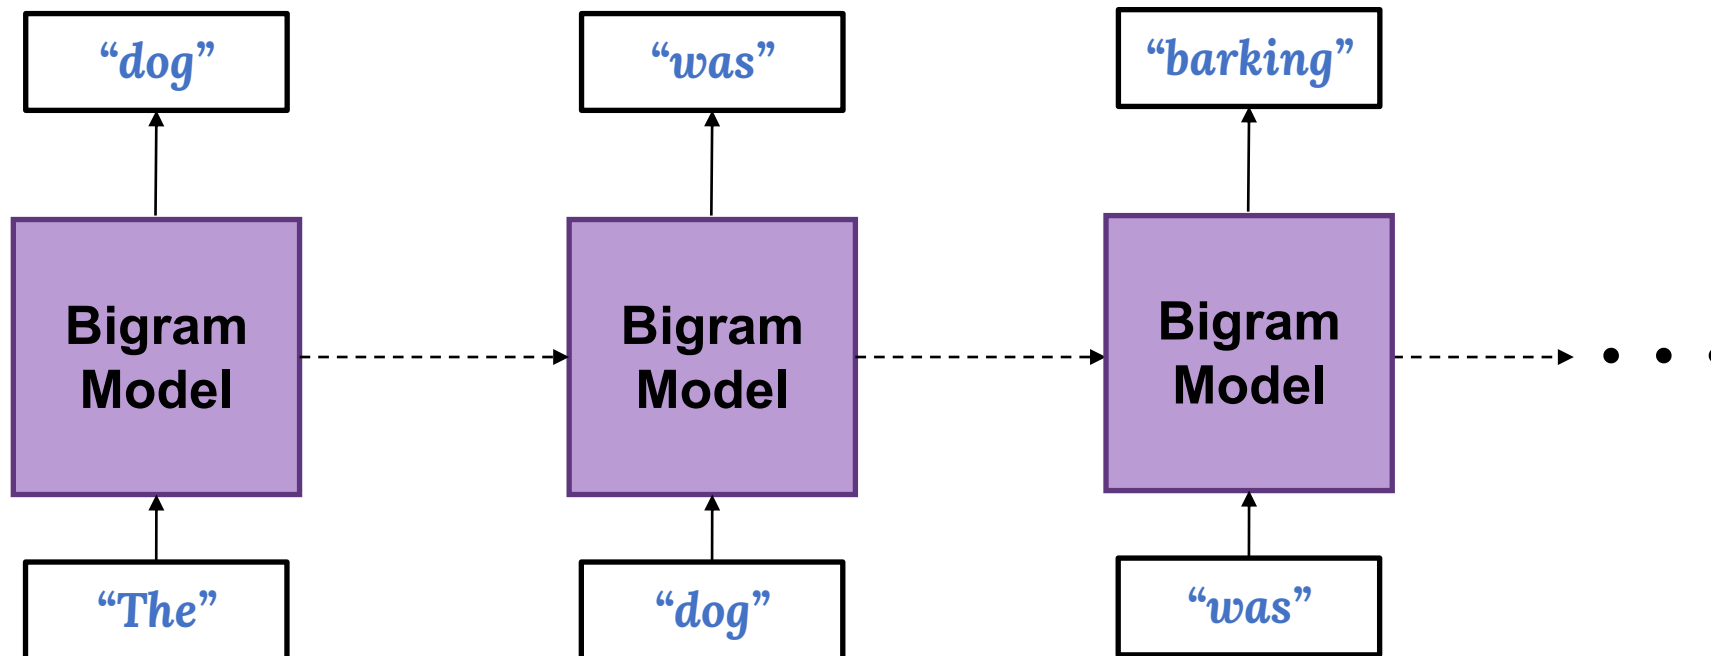 “dog”
“was”
“barking”
Bigram
Model
Bigram
Model
Bigram
Model
“The”
“dog”
“was”